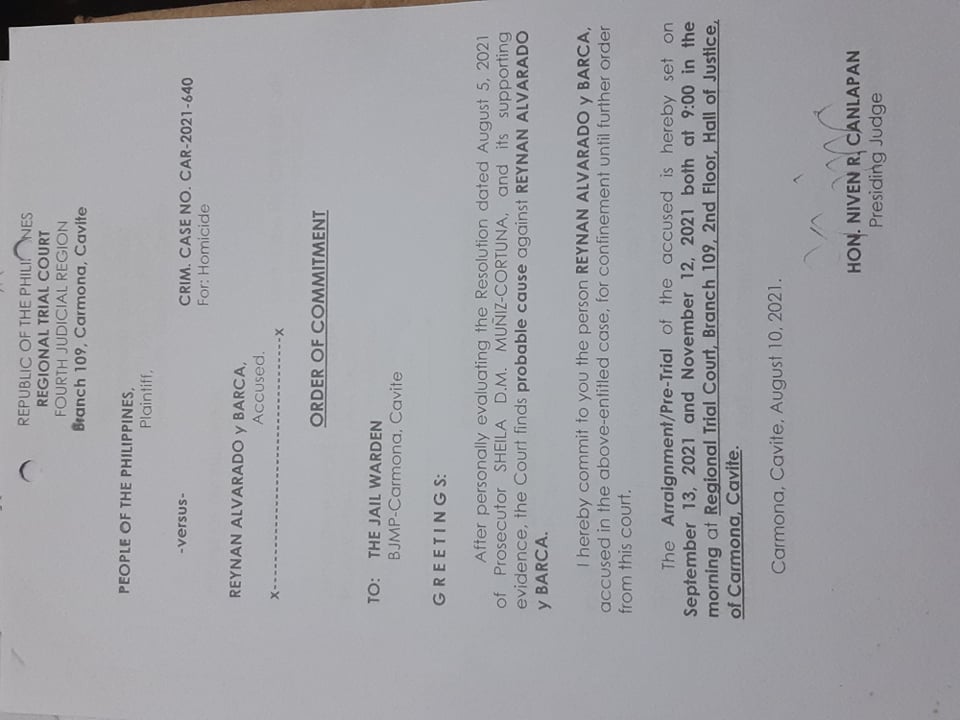 REPUBLIC OF THE PHILIPPINES
REGIONAL TRIAL COURT
FOURTH JUDICIAL REGION
Branch 109, Carmona, Cavite
PEOPLE OF THE PHILIPPINES,
Plaintiff,
-versus-
CRIM. CASE NO. CAR-2021-640
For: Homicide
REYNAN ALVARADO y BARCA,
Accused.
x-----------------------------------x
ORDER OF COMMITMENT
TO: THE JAIL WARDEN
BJMP-Carmona, Cavite
G R E E T I N G S:
After personally evaluating the Resolution dated August 5, 2021
of Prosecutor SHEILA D.M. MUÑIZ-CORTUNA, and its supporting
evidence, the Court finds probable cause against REYNAN ALVARADO
y BARCA.
I hereby commit to you the person REYNAN ALVARADO y BARCA,
accused in the above-entitled case, for confinement until further order
from this court.
The Arraignment/Pre-Trial of the accused is hereby set on
September 13, 2021 and November 12, 2021 both at 9:00 in the
morning at Regional Trial Court, Branch 109, 2nd Floor, Hall of Justice,
of Carmona, Cavite.
Carmona, Cavite, August 10, 2021.
HON. NIVEN R. CANLAPAN
Presiding Judge